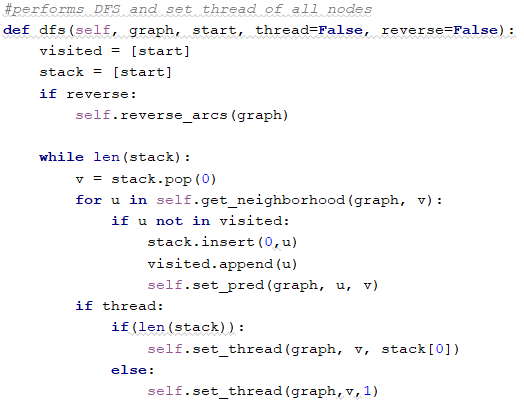 #performs DFS and set thread of all nodes
def dfs(self, graph, start, thread=False, reverse=False):
    visited = [start]
    stack = [start]
    if reverse:
        self.reverse_arcs(graph)

    while len(stack):
        v = stack.pop(0)
        for u in self.get_neighborhood(graph, v):
            if u not in visited:
                stack.insert(0,u)
                visited.append(u)
                self.set_pred(graph, u, v)
        if thread:
            if(len(stack)):
                self.set_thread(graph, v, stack[0])
            else:
                self.set_thread(graph,v,1)